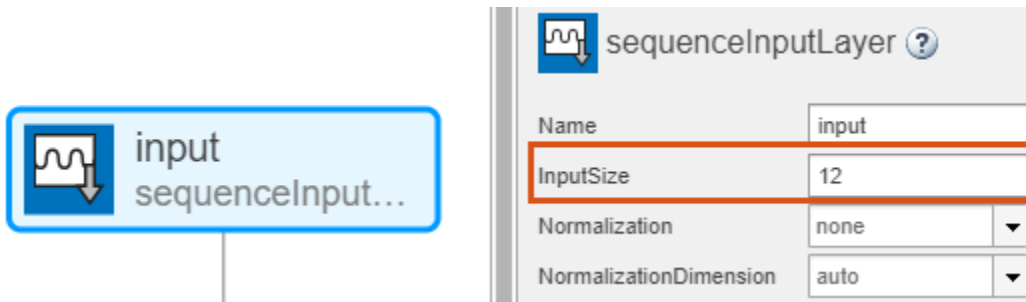 input
sequenceInput...
sequenceInputLayer ?
Name input
InputSize 12
Normalization none
NormalizationDimension auto